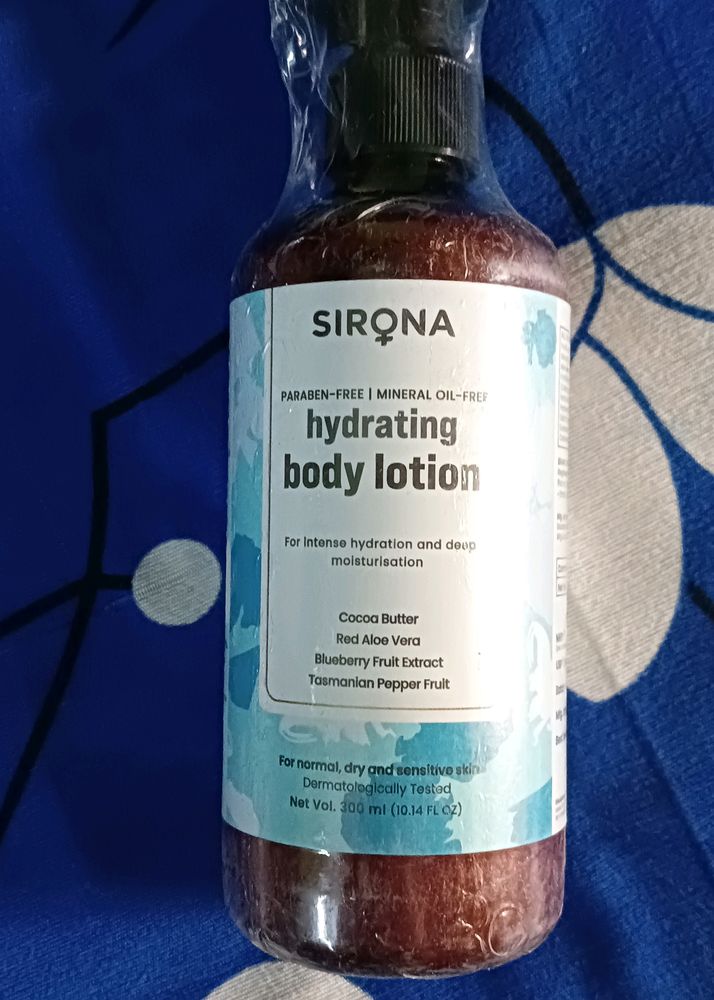 SIRONA
PARABEN-FREE | MINERAL OIL-FREE
hydrating
body lotion
For Intense hydration and deep
moisturisation
Cocoa Butter
Red Aloe Vera
Blueberry Fruit Extract
Tasmanian Pepper Fruit
For normal, dry and sensitive skin
Dermatologically Tested
Net Vol. 300 ml (10.14 FL OZ)